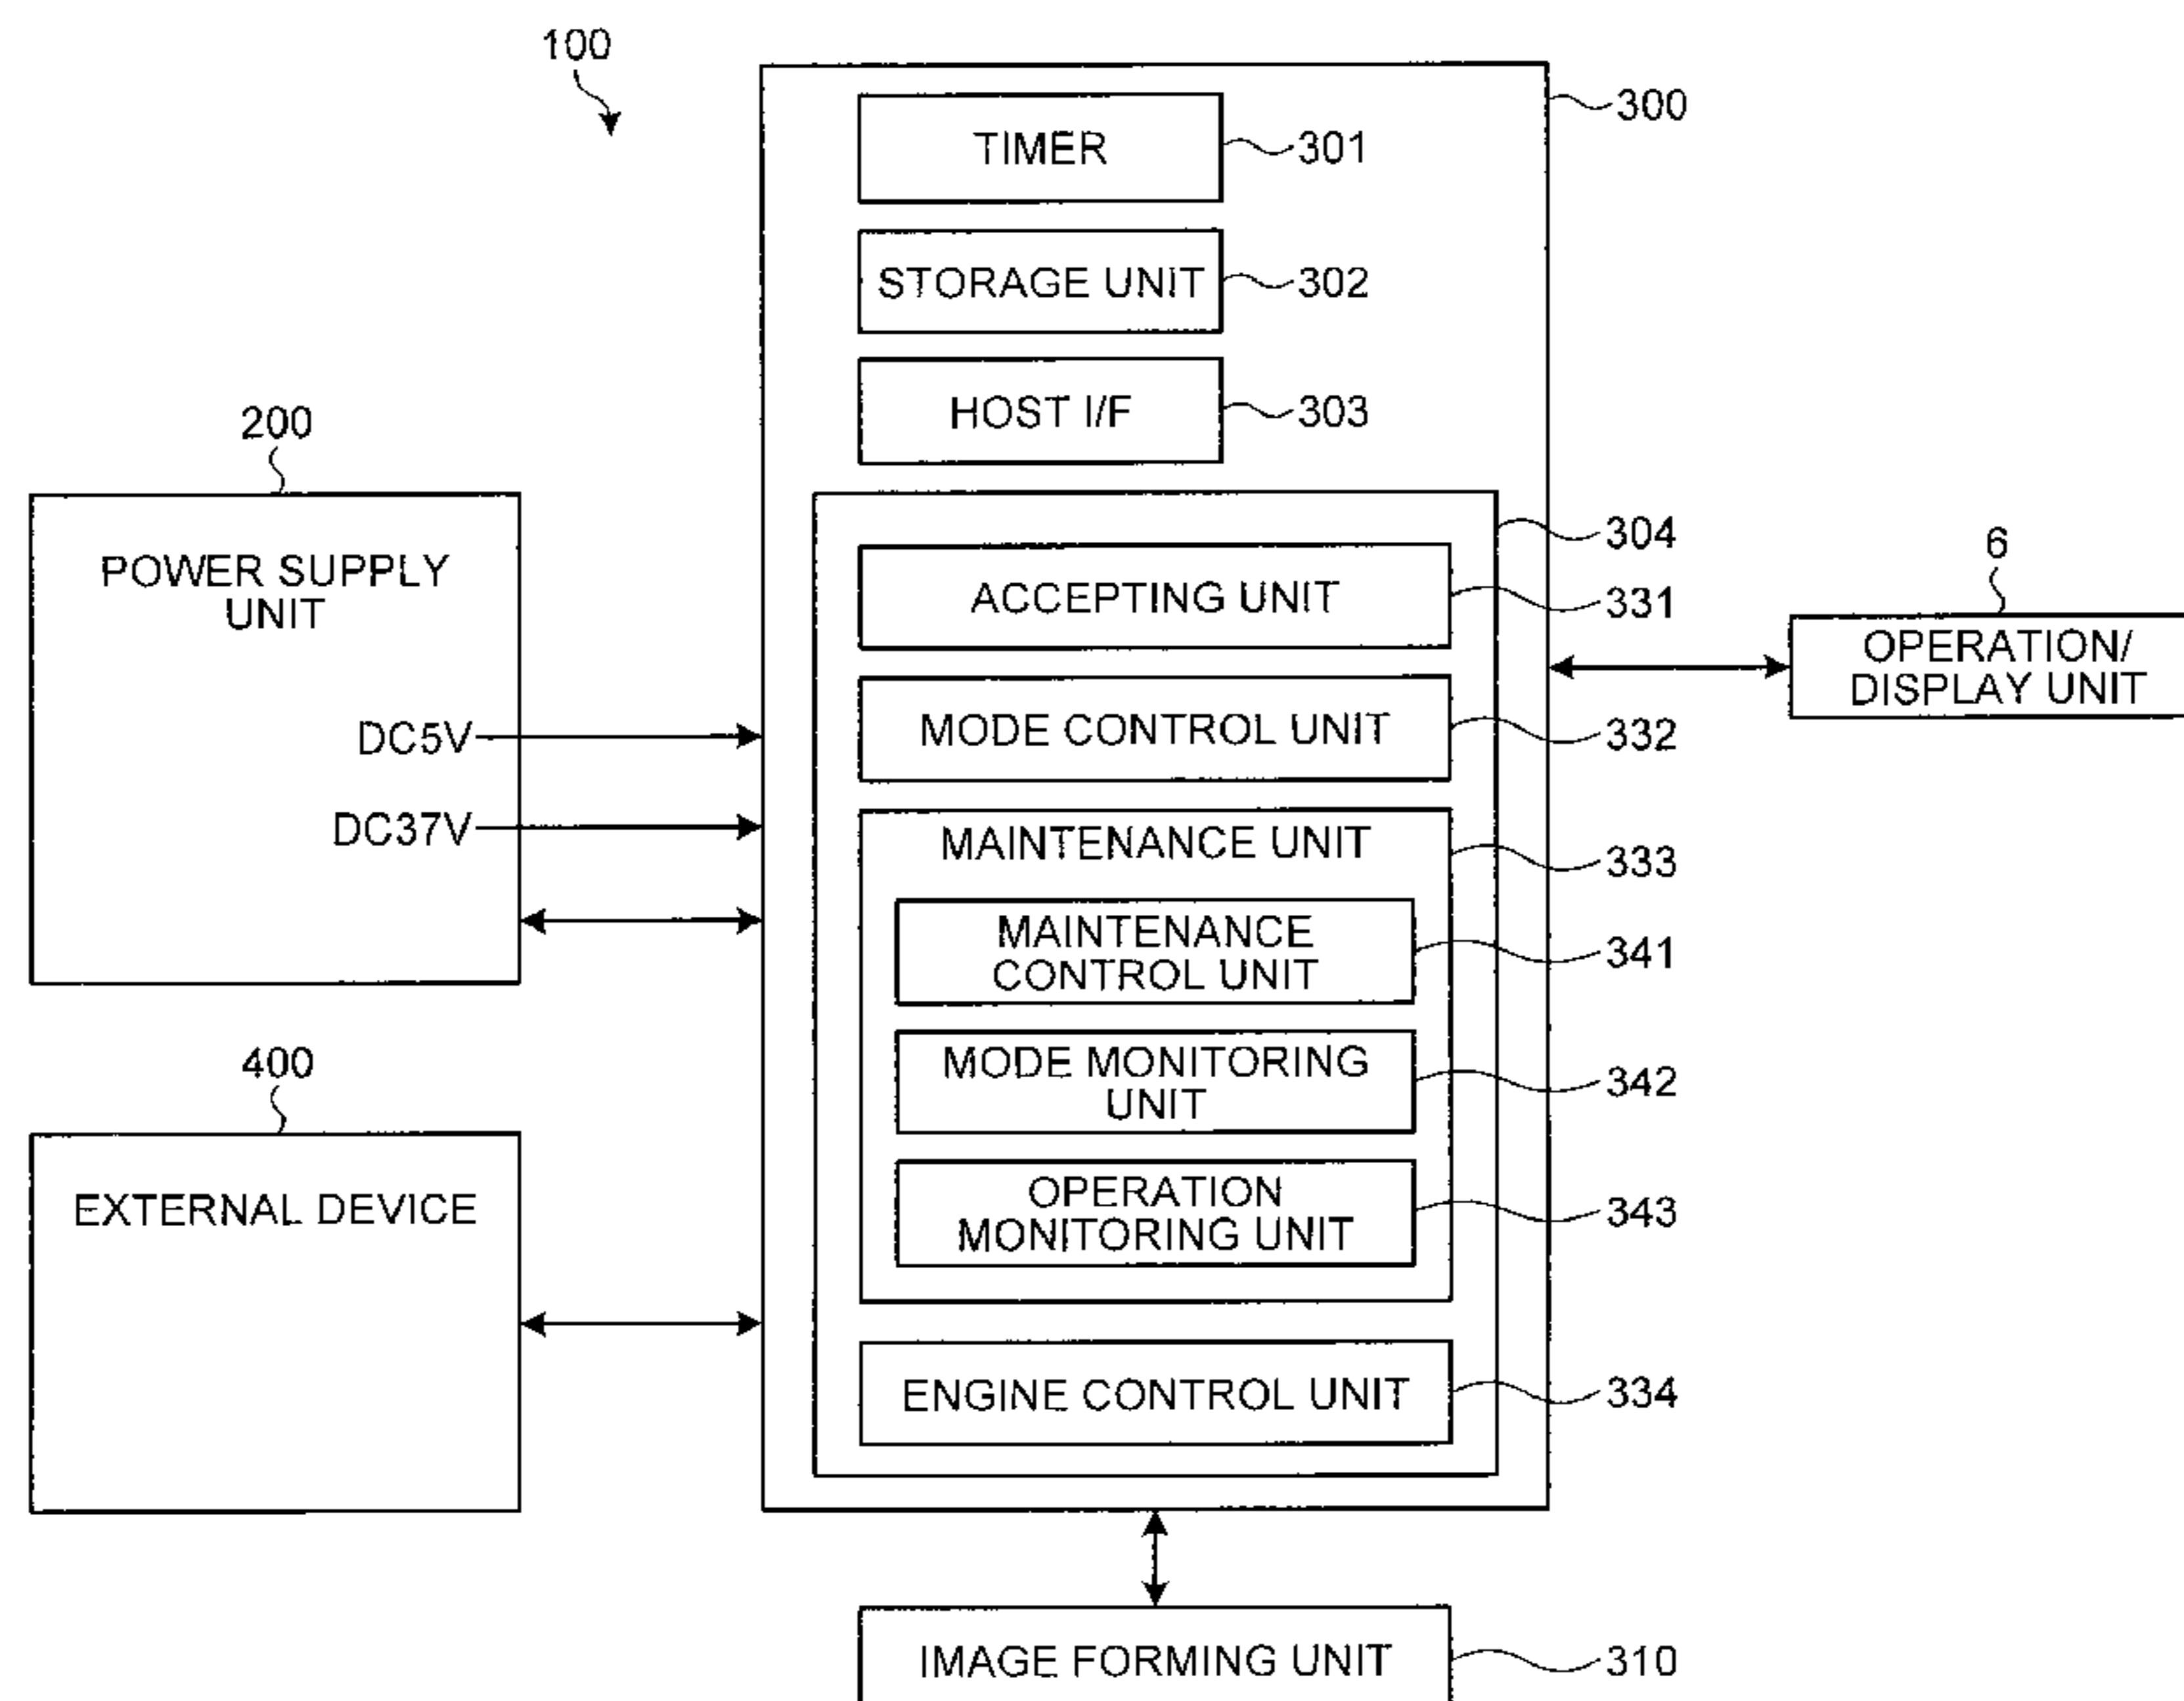 100
300
TIMER
301
STORAGE UNIT
302
HOST I/F
303
200
POWER SUPPLY
UNIT
DC5V
DC37V
304
ACCEPTING UNIT
331
6
OPERATION/
DISPLAY UNIT
MODE CONTROL UNIT
332
MAINTENANCE UNIT
333
MAINTENANCE
CONTROL UNIT
341
MODE MONITORING
UNIT
342
400
EXTERNAL DEVICE
OPERATION
MONITORING UNIT
343
ENGINE CONTROL UNIT
334
IMAGE FORMING UNIT
310